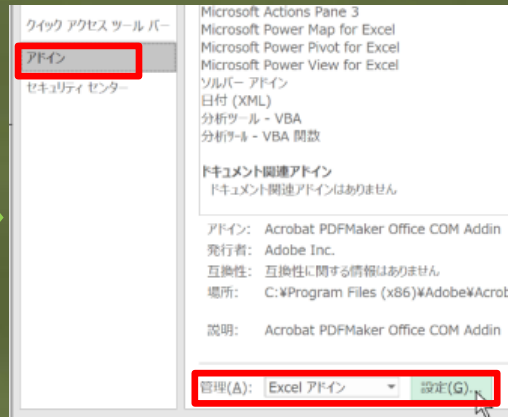 クイック アクセス ツール バー
アドイン
セキュリティ センター
Microsoft Actions Pane 3
Microsoft Power Map for Excel
Microsoft Power Pivot for Excel
Microsoft Power View for Excel
ソルバー アドイン
日付 (XML)
分析ツール - VBA
分析ﾂｰﾙ - VBA 関数
ドキュメント関連アドイン
ドキュメント関連アドインはありません
アドイン: Acrobat PDFMaker Office COM Addin
発行者: Adobe Inc.
互換性: 互換性に関する情報はありません
場所: C:¥Program Files (x86)¥Adobe¥Acrob
説明: Acrobat PDFMaker Office COM Addin
管理(A): Excel アドイン 設定(G)...